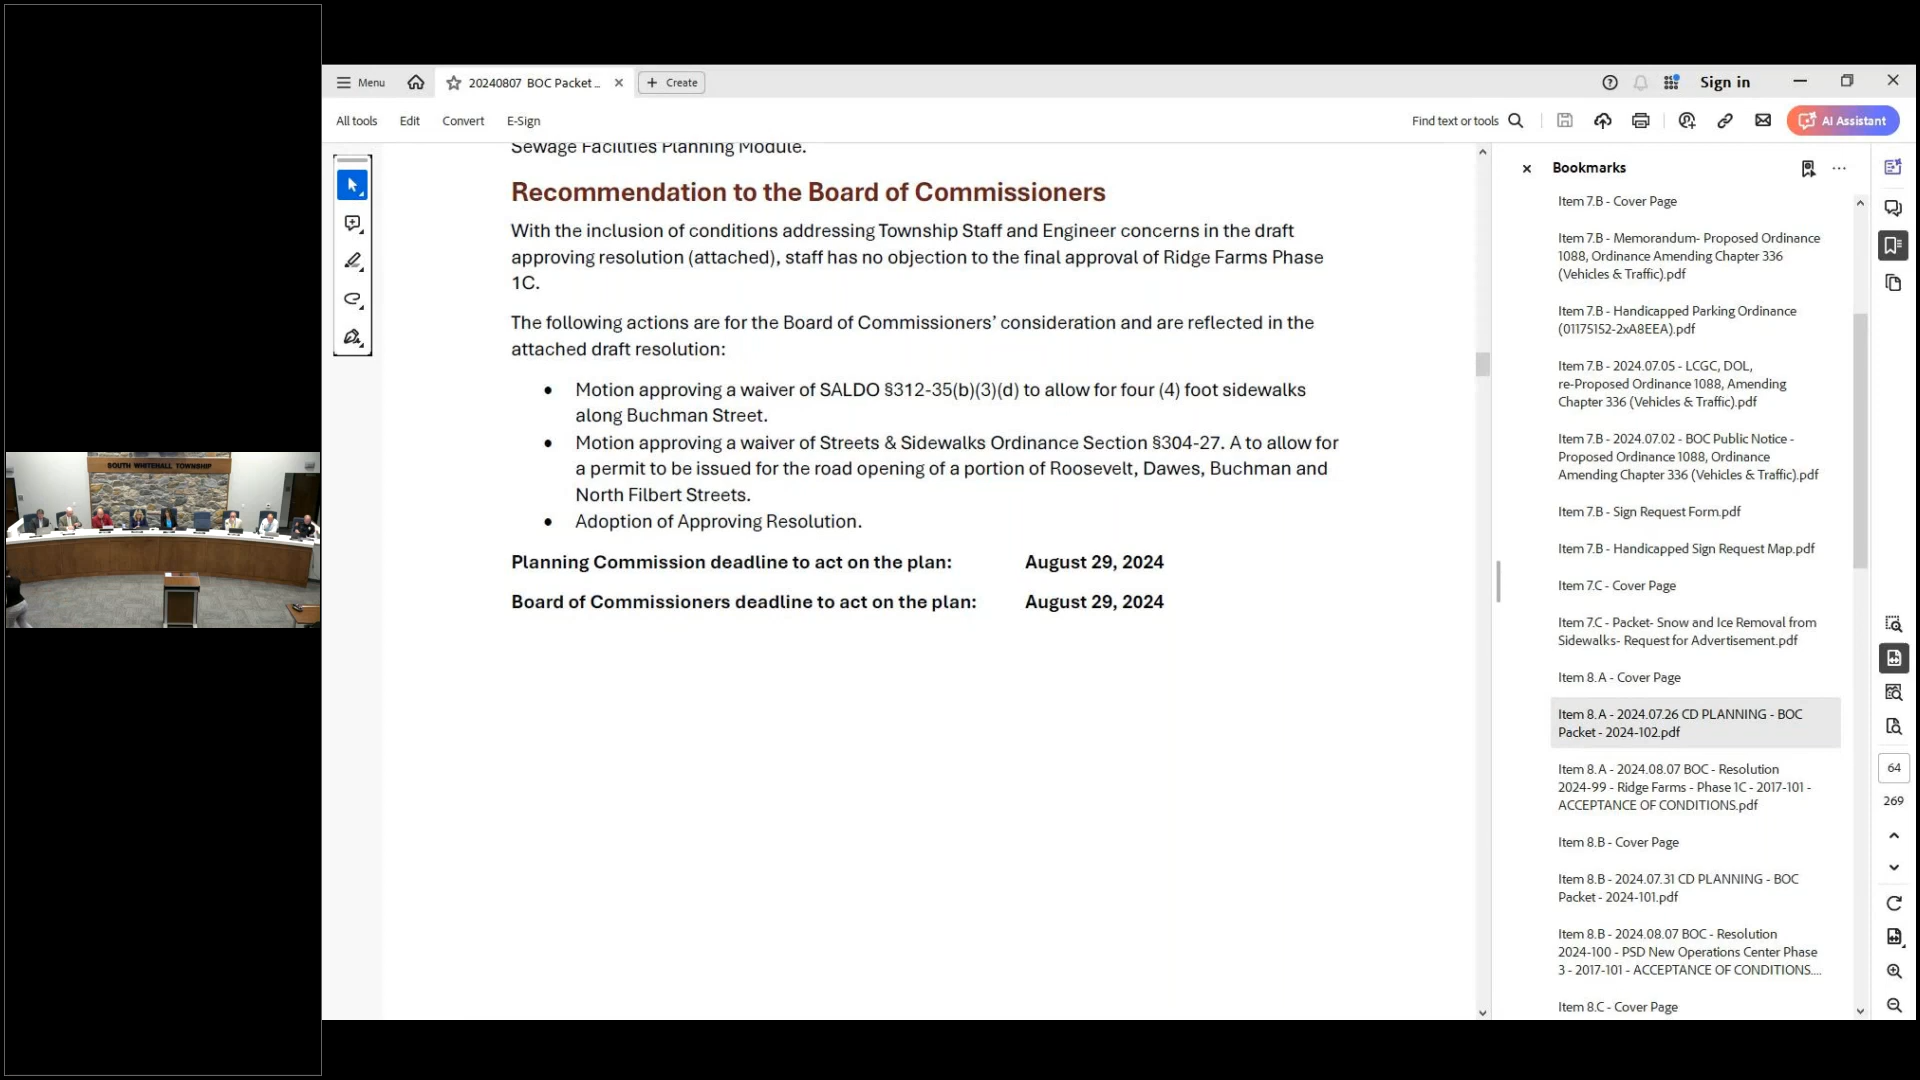 SOUTH WHITEHALL TOWNSHIP
Menu
20240807 BOC Packet ...
Create
Sign in
All tools
Edit
Convert
E-Sign
Find text or tools
AI Assistant
Sewage Facilities Planning Module.
Recommendation to the Board of Commissioners
With the inclusion of conditions addressing Township Staff and Engineer concerns in the draft
approving resolution (attached), staff has no objection to the final approval of Ridge Farms Phase
1C.
The following actions are for the Board of Commissioners’ consideration and are reflected in the
attached draft resolution:
• Motion approving a waiver of SALDO §312-35(b)(3)(d) to allow for four (4) foot sidewalks
along Buchman Street.
• Motion approving a waiver of Streets & Sidewalks Ordinance Section §304-27. A to allow for
a permit to be issued for the road opening of a portion of Roosevelt, Dawes, Buchman and
North Filbert Streets.
• Adoption of Approving Resolution.
Planning Commission deadline to act on the plan: August 29, 2024
Board of Commissioners deadline to act on the plan: August 29, 2024
Bookmarks
Item 7.B - Cover Page
Item 7.B - Memorandum- Proposed Ordinance
1088, Ordinance Amending Chapter 336
(Vehicles & Traffic).pdf
Item 7.B - Handicapped Parking Ordinance
(01175152-2xA8EEA).pdf
Item 7.B - 2024.07.05 - LCGC, DOL,
re-Proposed Ordinance 1088, Amending
Chapter 336 (Vehicles & Traffic).pdf
Item 7.B - 2024.07.02 - BOC Public Notice -
Proposed Ordinance 1088, Ordinance
Amending Chapter 336 (Vehicles & Traffic).pdf
Item 7.B - Sign Request Form.pdf
Item 7.B - Handicapped Sign Request Map.pdf
Item 7.C - Cover Page
Item 7.C - Packet- Snow and Ice Removal from
Sidewalks- Request for Advertisement.pdf
Item 8.A - Cover Page
Item 8.A - 2024.07.26 CD PLANNING - BOC
Packet - 2024-102.pdf
Item 8.A - 2024.08.07 BOC - Resolution
2024-99 - Ridge Farms - Phase 1C - 2017-101 -
ACCEPTANCE OF CONDITIONS.pdf
Item 8.B - Cover Page
Item 8.B - 2024.07.31 CD PLANNING - BOC
Packet - 2024-101.pdf
Item 8.B - 2024.08.07 BOC - Resolution
2024-100 - PSD New Operations Center Phase
3 - 2017-101 - ACCEPTANCE OF CONDITIONS....
Item 8.C - Cover Page
64
269